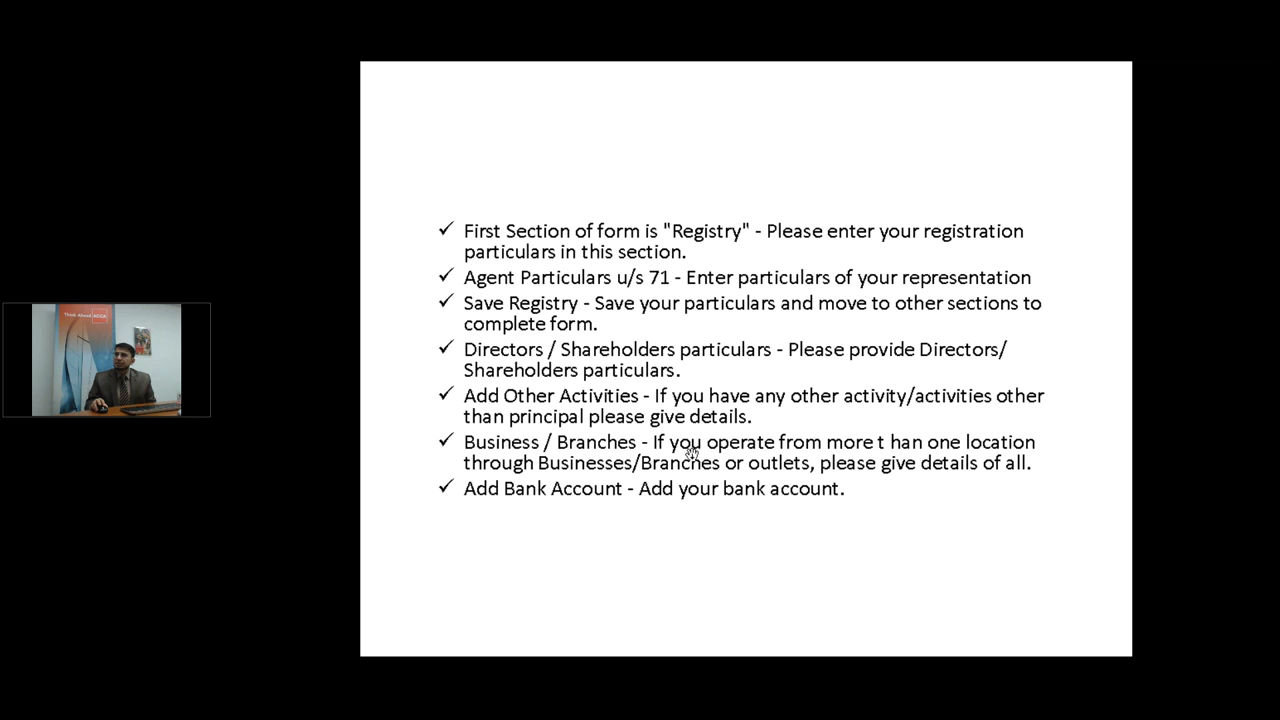 Think Ahead ACCA
✓ First Section of form is "Registry" - Please enter your registration
particulars in this section.
✓ Agent Particulars u/s 71 - Enter particulars of your representation
✓ Save Registry - Save your particulars and move to other sections to
complete form.
✓ Directors / Shareholders particulars - Please provide Directors/
Shareholders particulars.
✓ Add Other Activities - If you have any other activity/activities other
than principal please give details.
✓ Business / Branches - If you operate from more t han one location
through Businesses/Branches or outlets, please give details of all.
✓ Add Bank Account - Add your bank account.